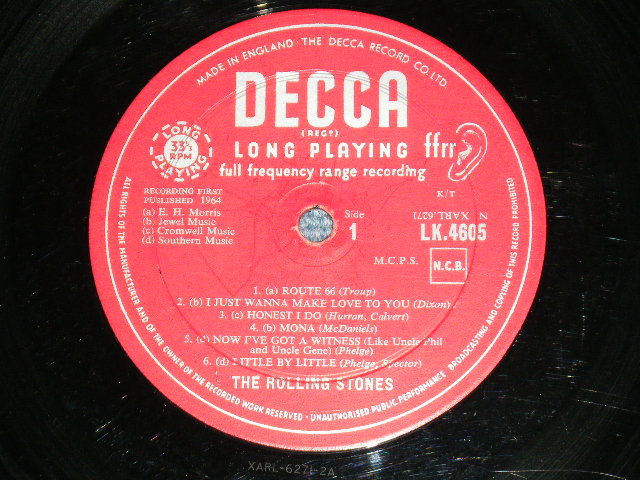 MADE IN ENGLAND · THE DECCA RECORD CO. LTD.
DECCA
(REGD)
LONG PLAYING
33⅓
RPM
LONG PLAYING
ffrr
full frequency range recording
RECORDING FIRST
PUBLISHED 1964
K/T
(a) E. H. Morris
(b) Jewel Music
(c) Cromwell Music
(d) Southern Music
Side
1
N XARL.6271
LK.4605
M.C.P.S.
N.C.B.
1. (a) ROUTE 66 (Troup)
2. (b) I JUST WANNA MAKE LOVE TO YOU (Dixon)
3. (c) HONEST I DO (Hurran, Calvert)
4. (b) MONA (McDaniels)
5. (d) NOW I'VE GOT A WITNESS (Like Uncle Phil
and Uncle Gene) (Phelge)
6. (d) LITTLE BY LITTLE (Phelge, Spector)
THE ROLLING STONES
ALL RIGHTS OF THE MANUFACTURER AND OF THE OWNER OF THE RECORDED WORK RESERVED · UNAUTHORISED PUBLIC PERFORMANCE BROADCASTING AND COPYING OF THIS RECORD PROHIBITED
XARL-6271-2A